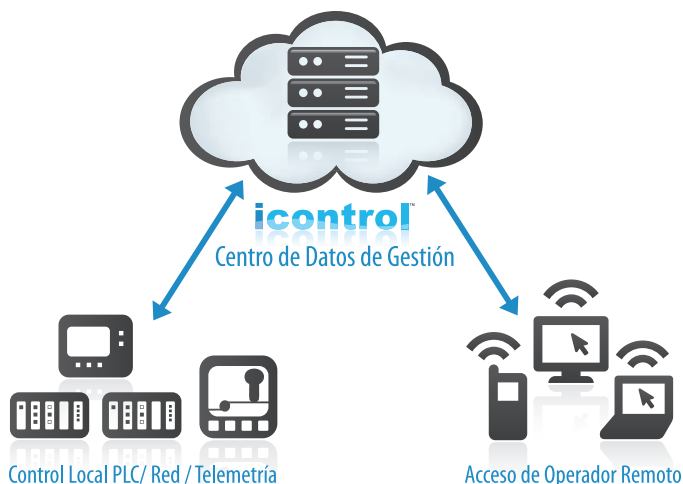 icontrol™
Centro de Datos de Gestión
Control Local PLC/ Red / Telemetría
Acceso de Operador Remoto